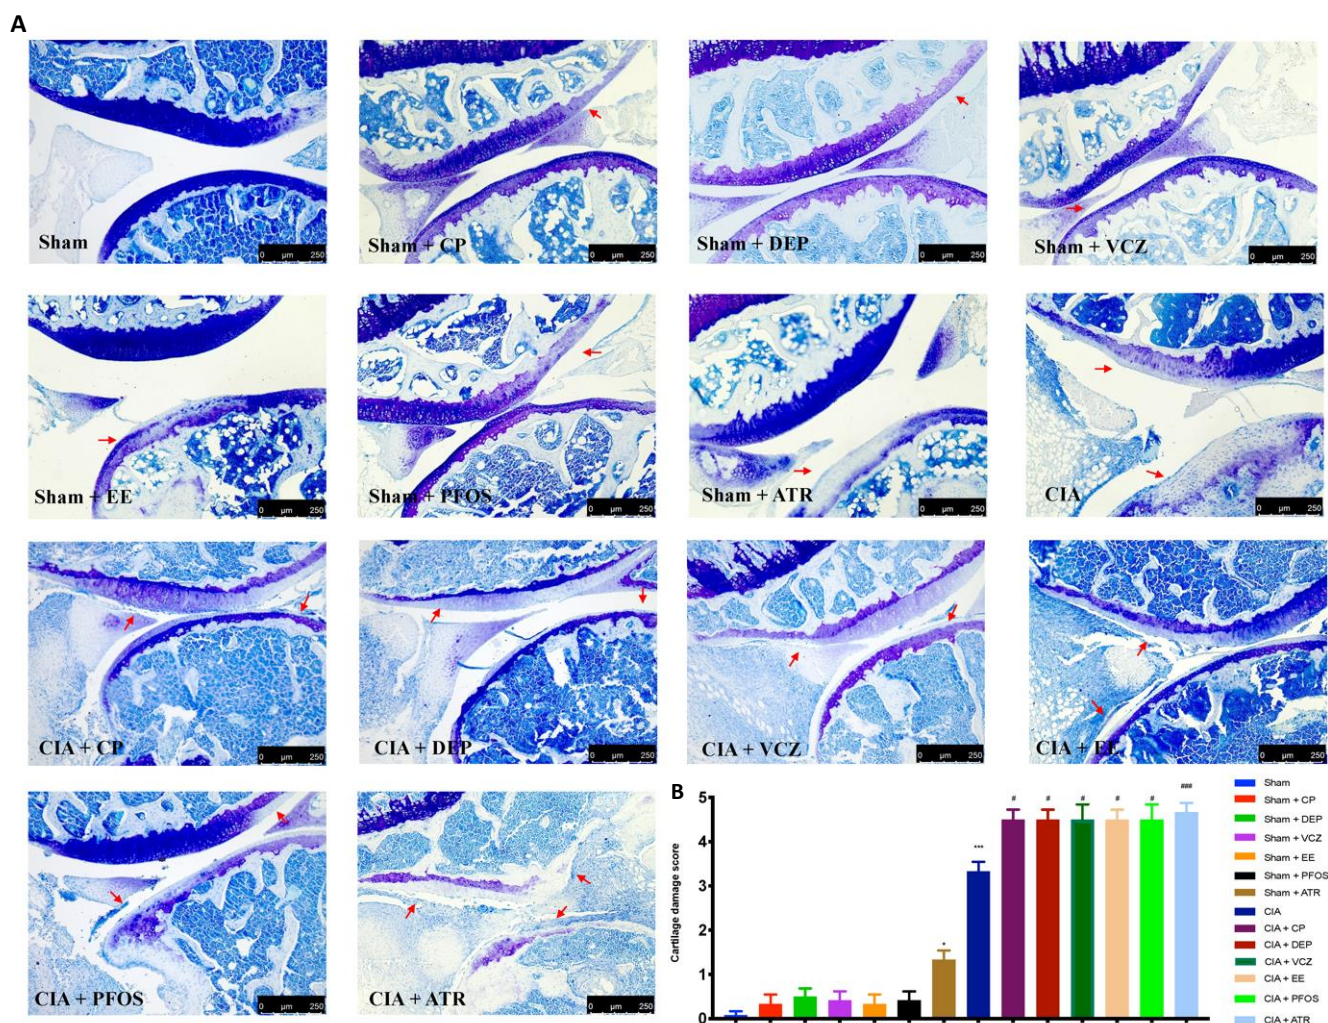 A
Sham
0 µm 250
Sham + CP
0 µm 250
Sham + DEP
0 µm 250
Sham + VCZ
0 µm 250
Sham + EE
0 µm 250
Sham + PFOS
0 µm 250
Sham + ATR
0 µm 250
CIA
0 µm 250
CIA + CP
0 µm 250
CIA + DEP
0 µm 250
CIA + VCZ
0 µm 250
CIA + EE
0 µm 250
CIA + PFOS
0 µm 250
CIA + ATR
0 µm 250
B
Cartilage damage score
5
4
3
2
1
0
*
***
#
#
#
#
#
###
Sham
Sham + CP
Sham + DEP
Sham + VCZ
Sham + EE
Sham + PFOS
Sham + ATR
CIA
CIA + CP
CIA + DEP
CIA + VCZ
CIA + EE
CIA + PFOS
CIA + ATR